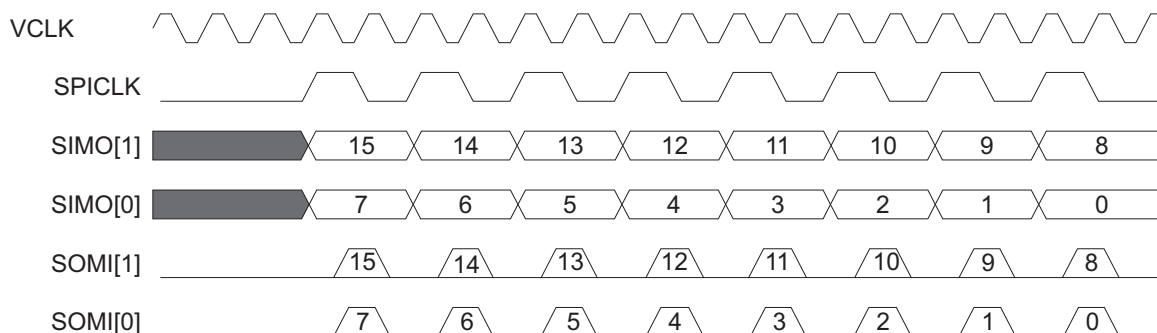 VCLK
SPICLK
SIMO[1] 15 14 13 12 11 10 9 8
SIMO[0] 7 6 5 4 3 2 1 0
SOMI[1] 15 14 13 12 11 10 9 8
SOMI[0] 7 6 5 4 3 2 1 0